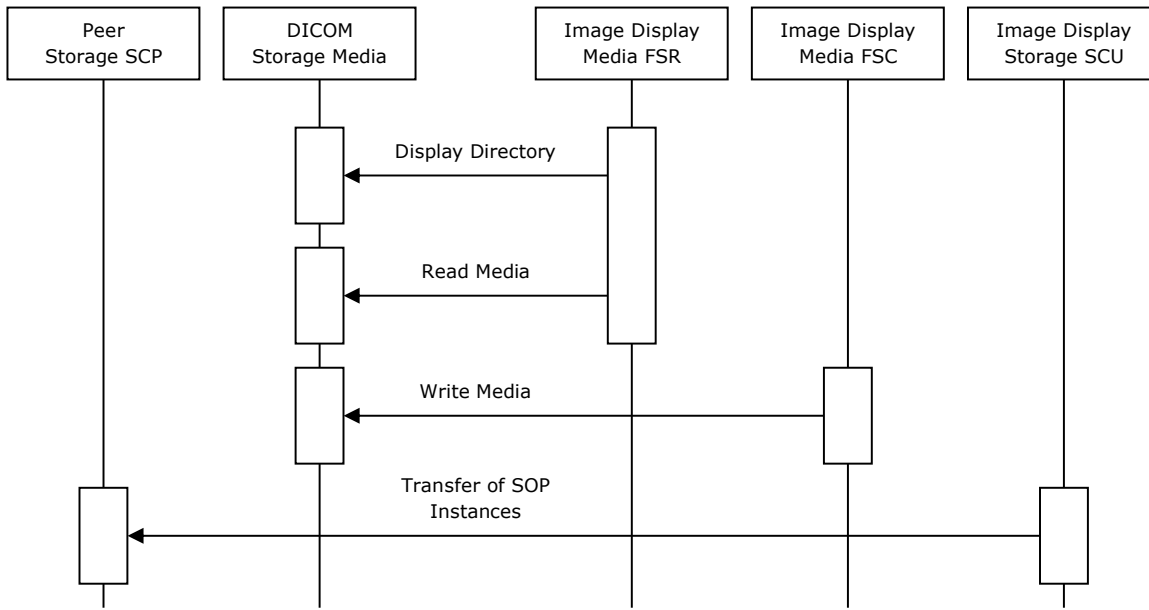 Peer
Storage SCP
DICOM
Storage Media
Image Display
Media FSR
Image Display
Media FSC
Image Display
Storage SCU
Display Directory
Read Media
Write Media
Transfer of SOP
Instances